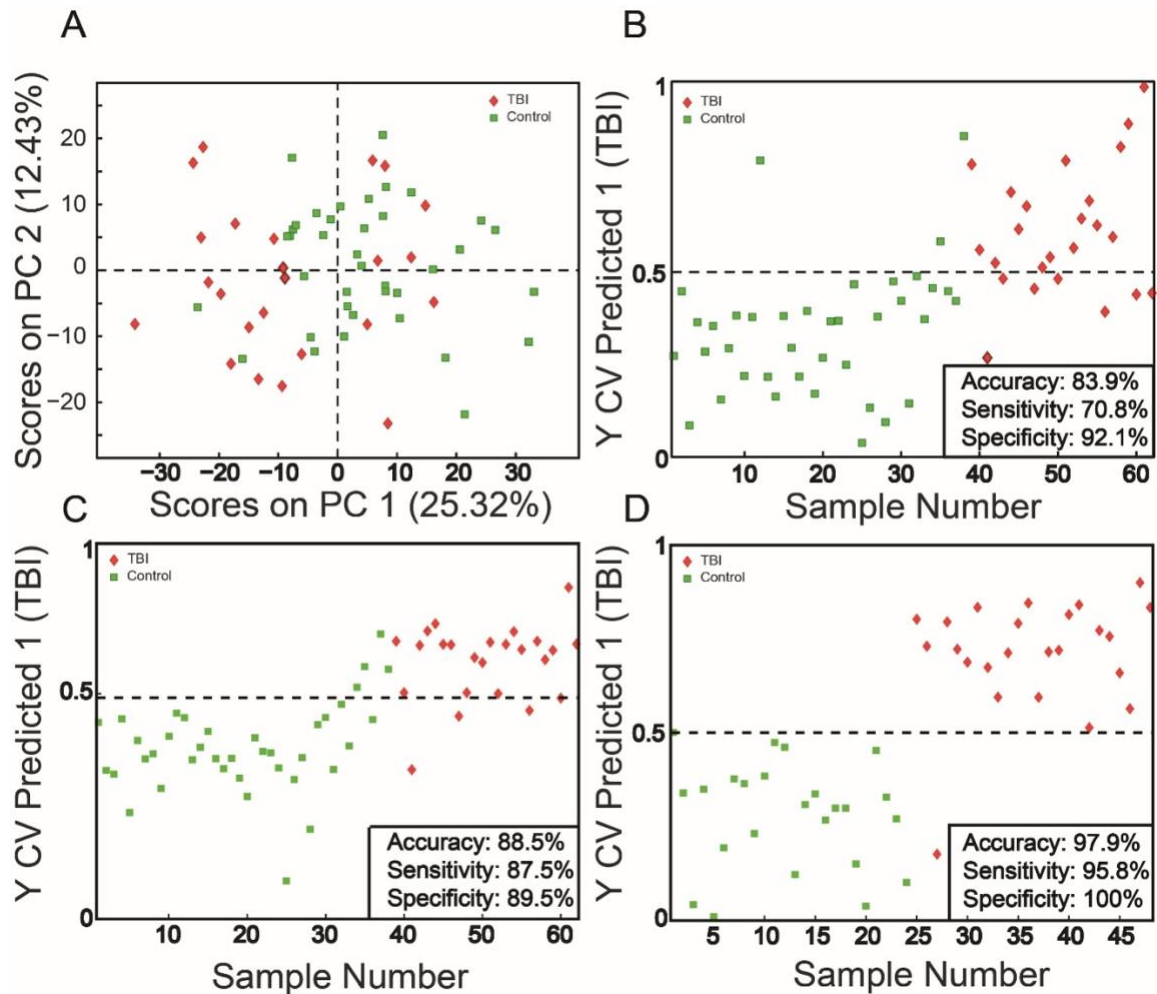 A
Scores on PC 2 (12.43%)
20
10
0
−10
−20
TBI
Control
−30 −20 −10 0 10 20 30
Scores on PC 1 (25.32%)
B
Y CV Predicted 1 (TBI)
1
0.5
0
TBI
Control
Accuracy: 83.9%
Sensitivity: 70.8%
Specificity: 92.1%
10 20 30 40 50 60
Sample Number
C
Y CV Predicted 1 (TBI)
1
0.5
0
TBI
Control
Accuracy: 88.5%
Sensitivity: 87.5%
Specificity: 89.5%
10 20 30 40 50 60
Sample Number
D
Y CV Predicted 1 (TBI)
1
0.5
0
TBI
Control
Accuracy: 97.9%
Sensitivity: 95.8%
Specificity: 100%
5 10 15 20 25 30 35 40 45
Sample Number